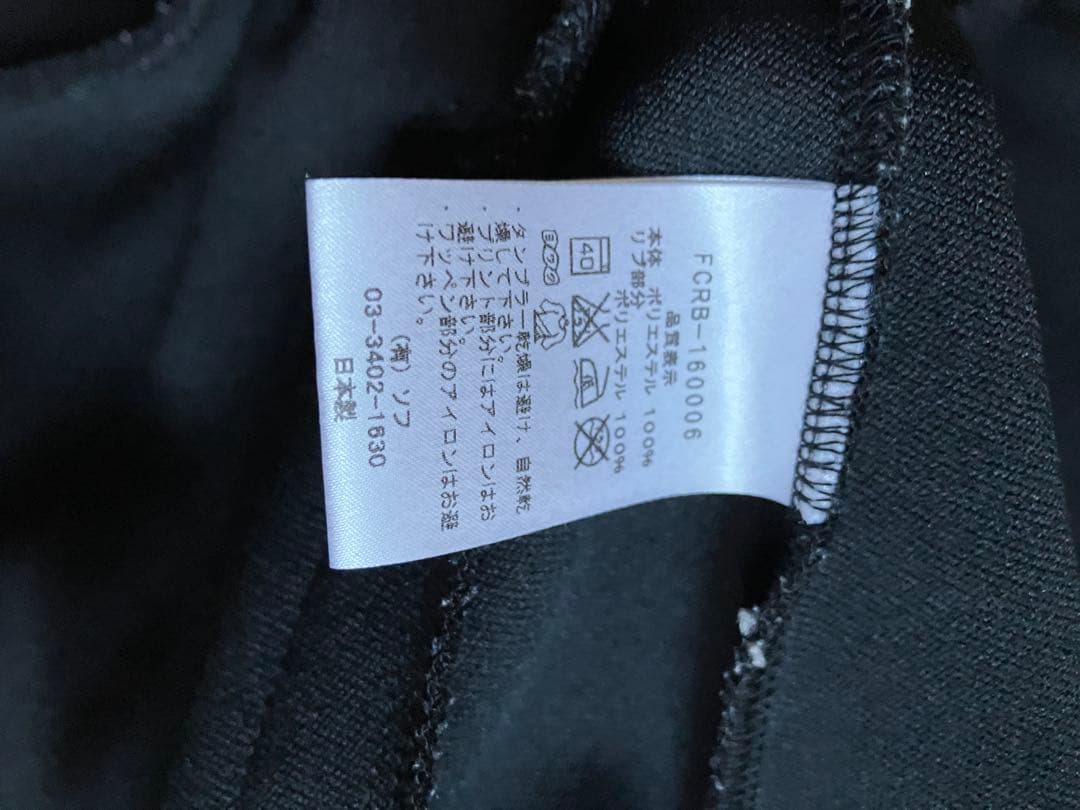 FCRB-160006
品質表示
本体 ポリエステル 100%
リブ部分
ポリエステル 100%
40
ヨワク
・タンブラー乾燥は避け、自然乾
燥して下さい。
・プリント部分にはアイロンはお
避け下さい。
・ワッペン部分のアイロンはお避
け下さい。
(有)ソフ
03-3402-1630
日本製